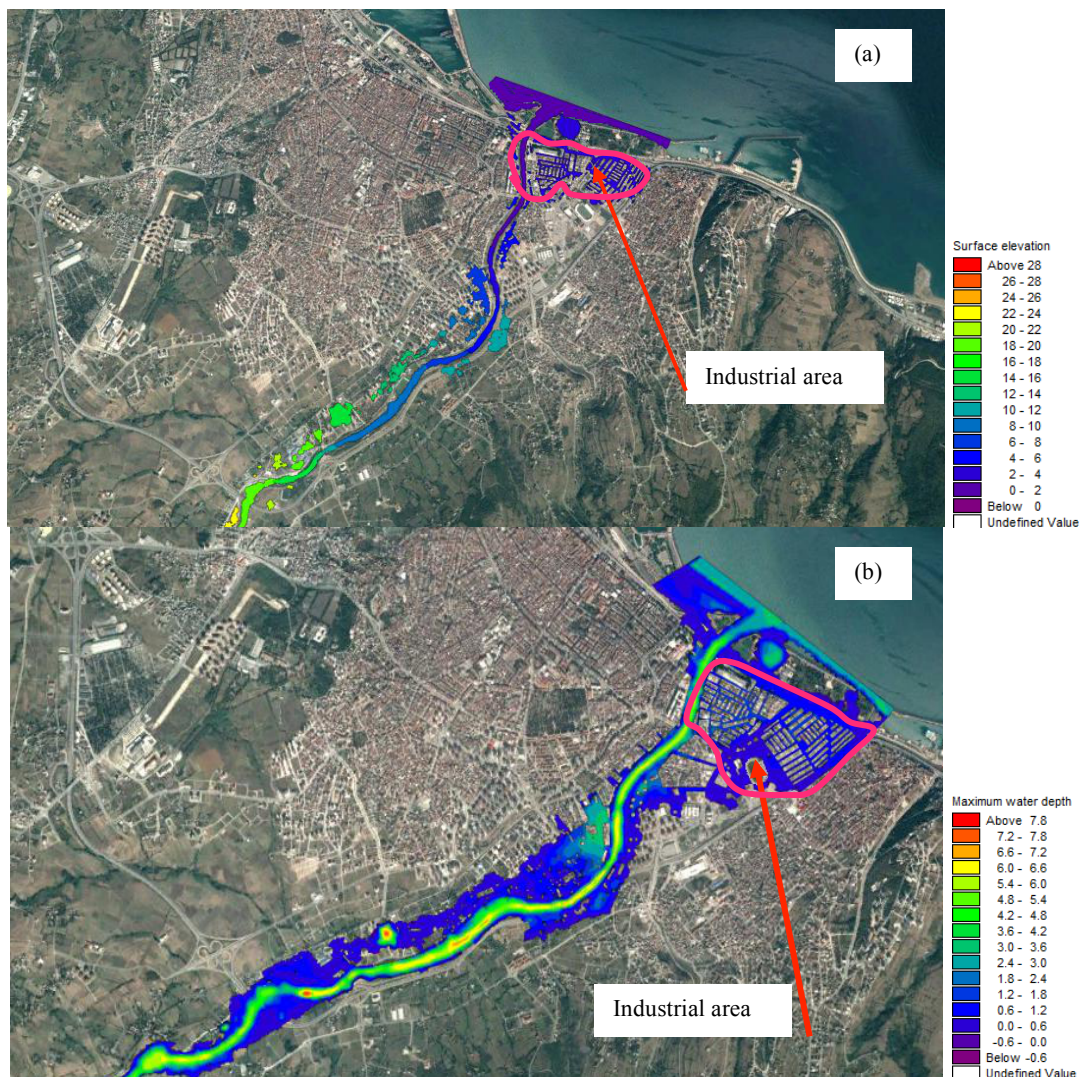 (a)
Industrial area
Surface elevation
Above 28
26 - 28
24 - 26
22 - 24
20 - 22
18 - 20
16 - 18
14 - 16
12 - 14
10 - 12
8 - 10
6 - 8
4 - 6
2 - 4
0 - 2
Below 0
Undefined Value
(b)
Industrial area
Maximum water depth
Above 7.8
7.2 - 7.8
6.6 - 7.2
6.0 - 6.6
5.4 - 6.0
4.8 - 5.4
4.2 - 4.8
3.6 - 4.2
3.0 - 3.6
2.4 - 3.0
1.8 - 2.4
1.2 - 1.8
0.6 - 1.2
0.0 - 0.6
-0.6 - 0.0
Below -0.6
Undefined Value